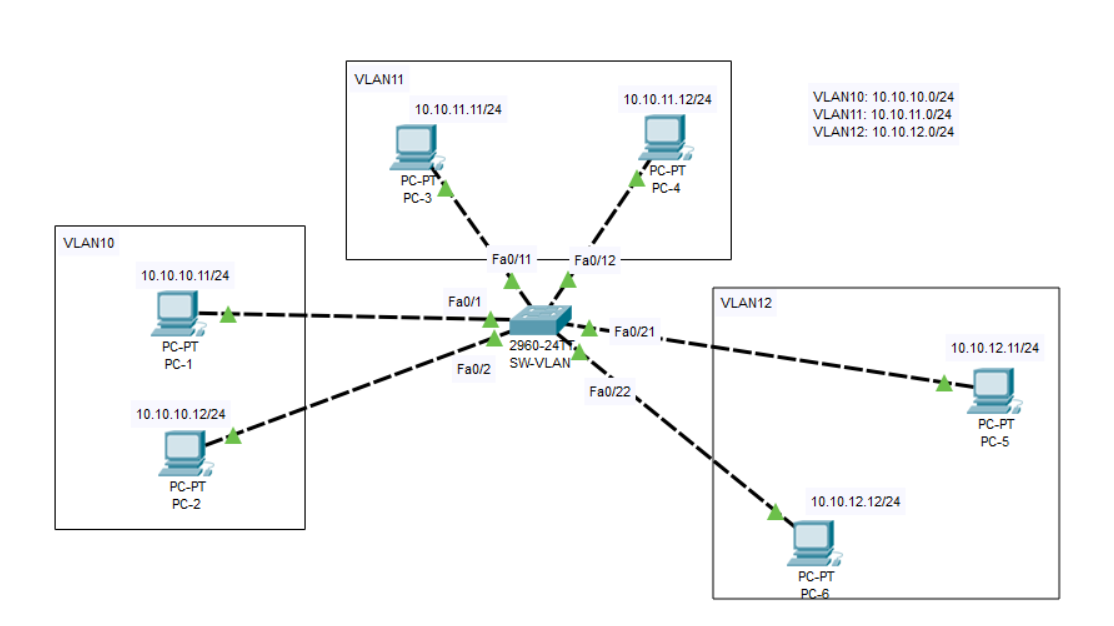 VLAN11
10.10.11.11/24
10.10.11.12/24
VLAN10: 10.10.10.0/24
VLAN11: 10.10.11.0/24
VLAN12: 10.10.12.0/24
PC-PT
PC-3
PC-PT
PC-4
VLAN10
10.10.10.11/24
PC-PT
PC-1
10.10.10.12/24
PC-PT
PC-2
Fa0/11
Fa0/12
Fa0/1
Fa0/2
2960-24TT
SW-VLAN
Fa0/21
Fa0/22
VLAN12
10.10.12.11/24
PC-PT
PC-5
10.10.12.12/24
PC-PT
PC-6